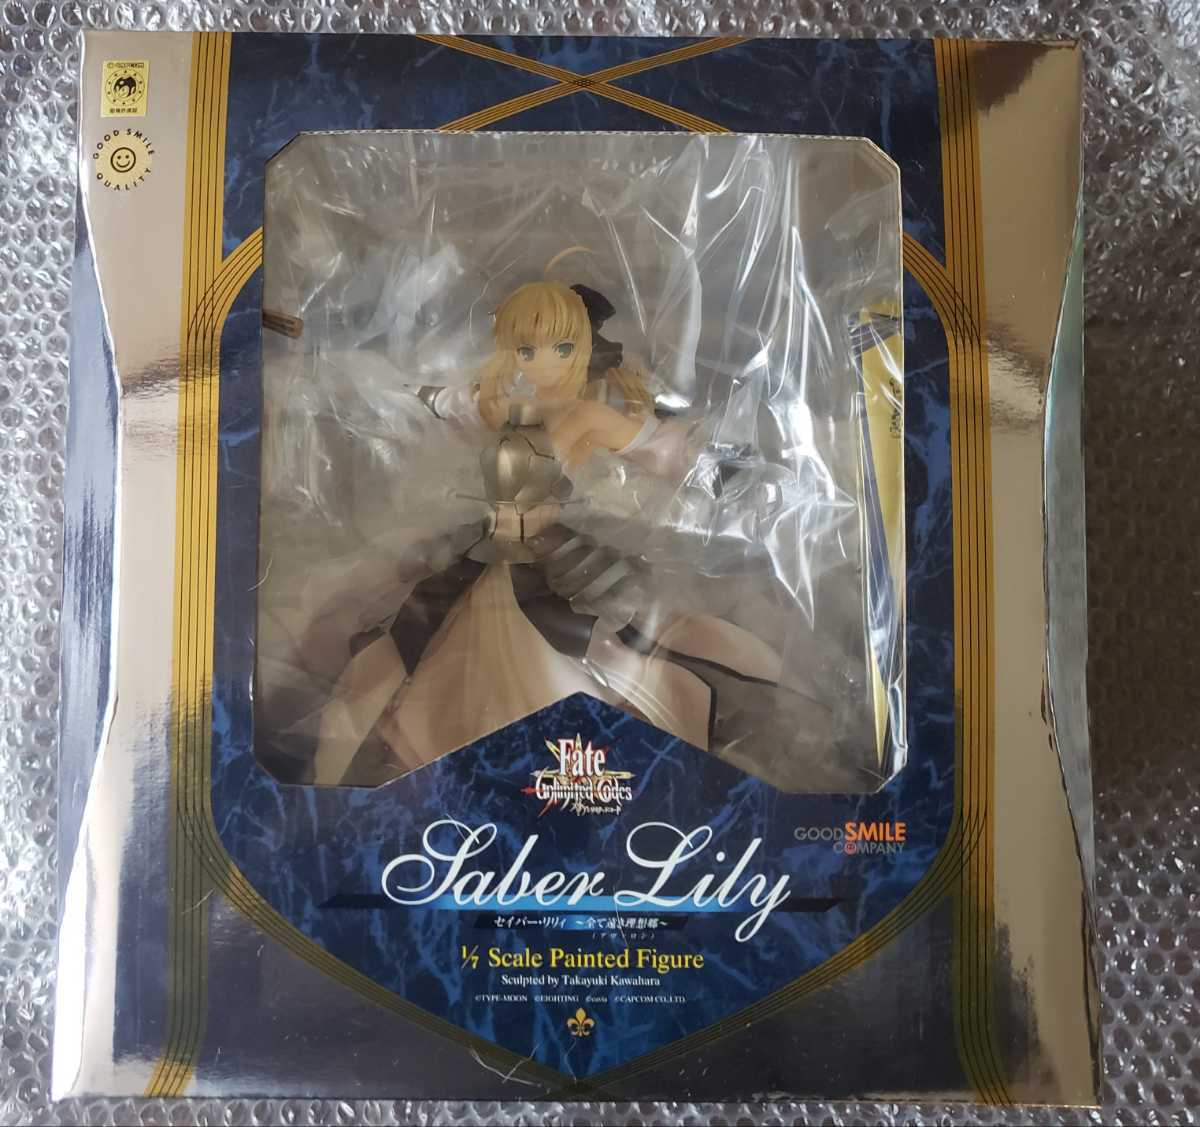 ©CAPCOM
GOOD SMILE
QUALITY
Fate
Unlimited Codes
GOODSMILE
COMPANY
Saber Lily
セイバー・リリィ ～全て遠き理想郷～
(アヴァロン)
1/7 Scale Painted Figure
Sculpted by Takayuki Kawahara
©TYPE-MOON ©EIGHTING ©cavia ©CAPCOM CO.,LTD.